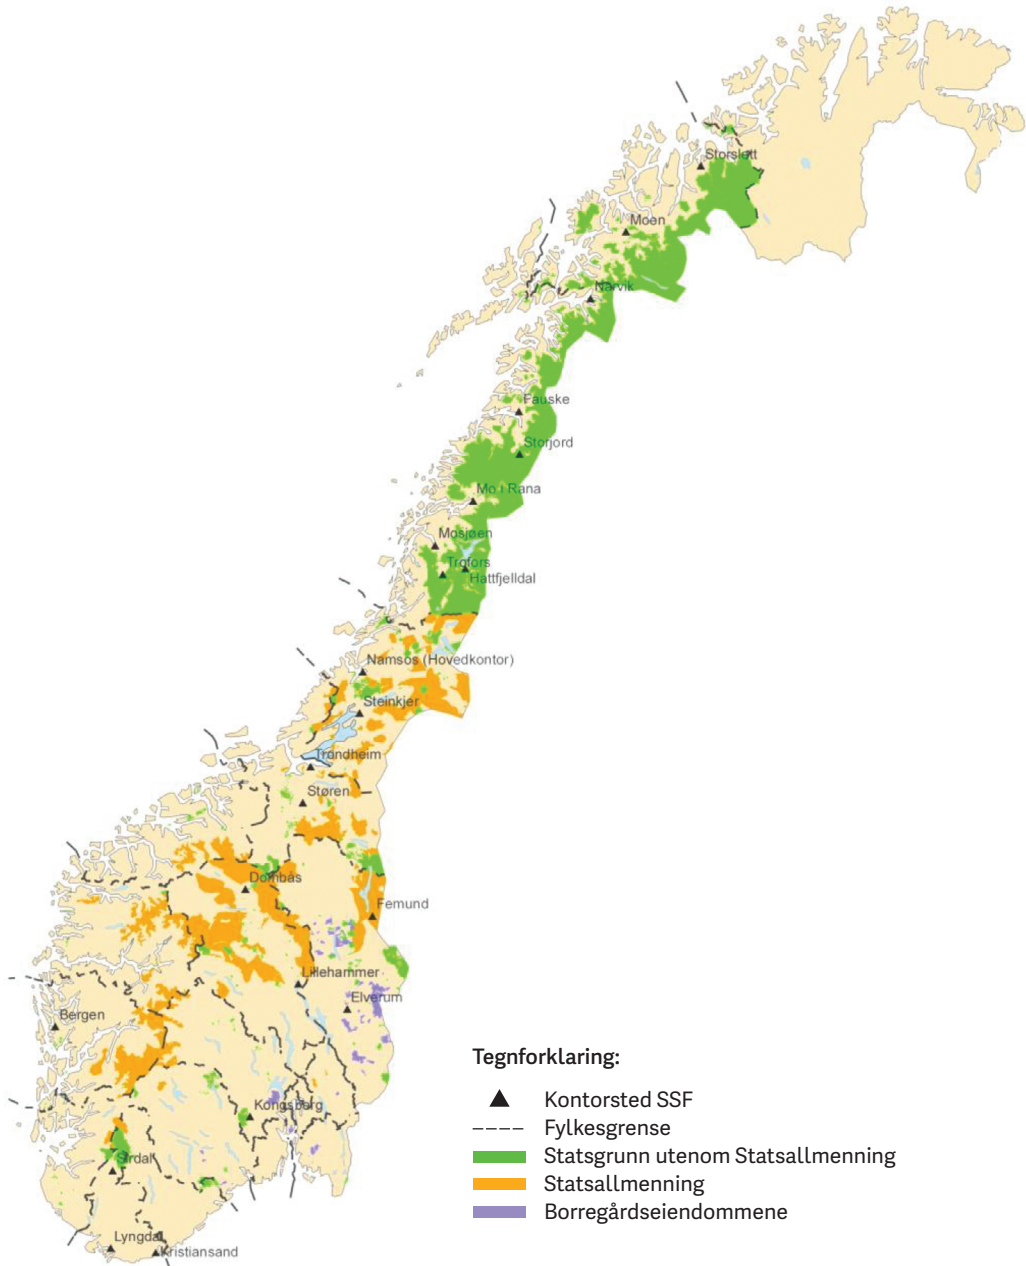 Storslett
Moen
Narvik
Fauske
Storjord
Mo i Rana
Mosjøen
Trofors
Hattfjelldal
Namsos (Hovedkontor)
Steinkjer
Trondheim
Støren
Dombås
Femund
Lillehammer
Elverum
Bergen
Kongsberg
Sirdal
Lyngdal
Kristiansand
Tegnforklaring:
Kontorsted SSF
Fylkesgrense
Statsgrunn utenom Statsallmenning
Statsallmenning
Borregårdseiendommene